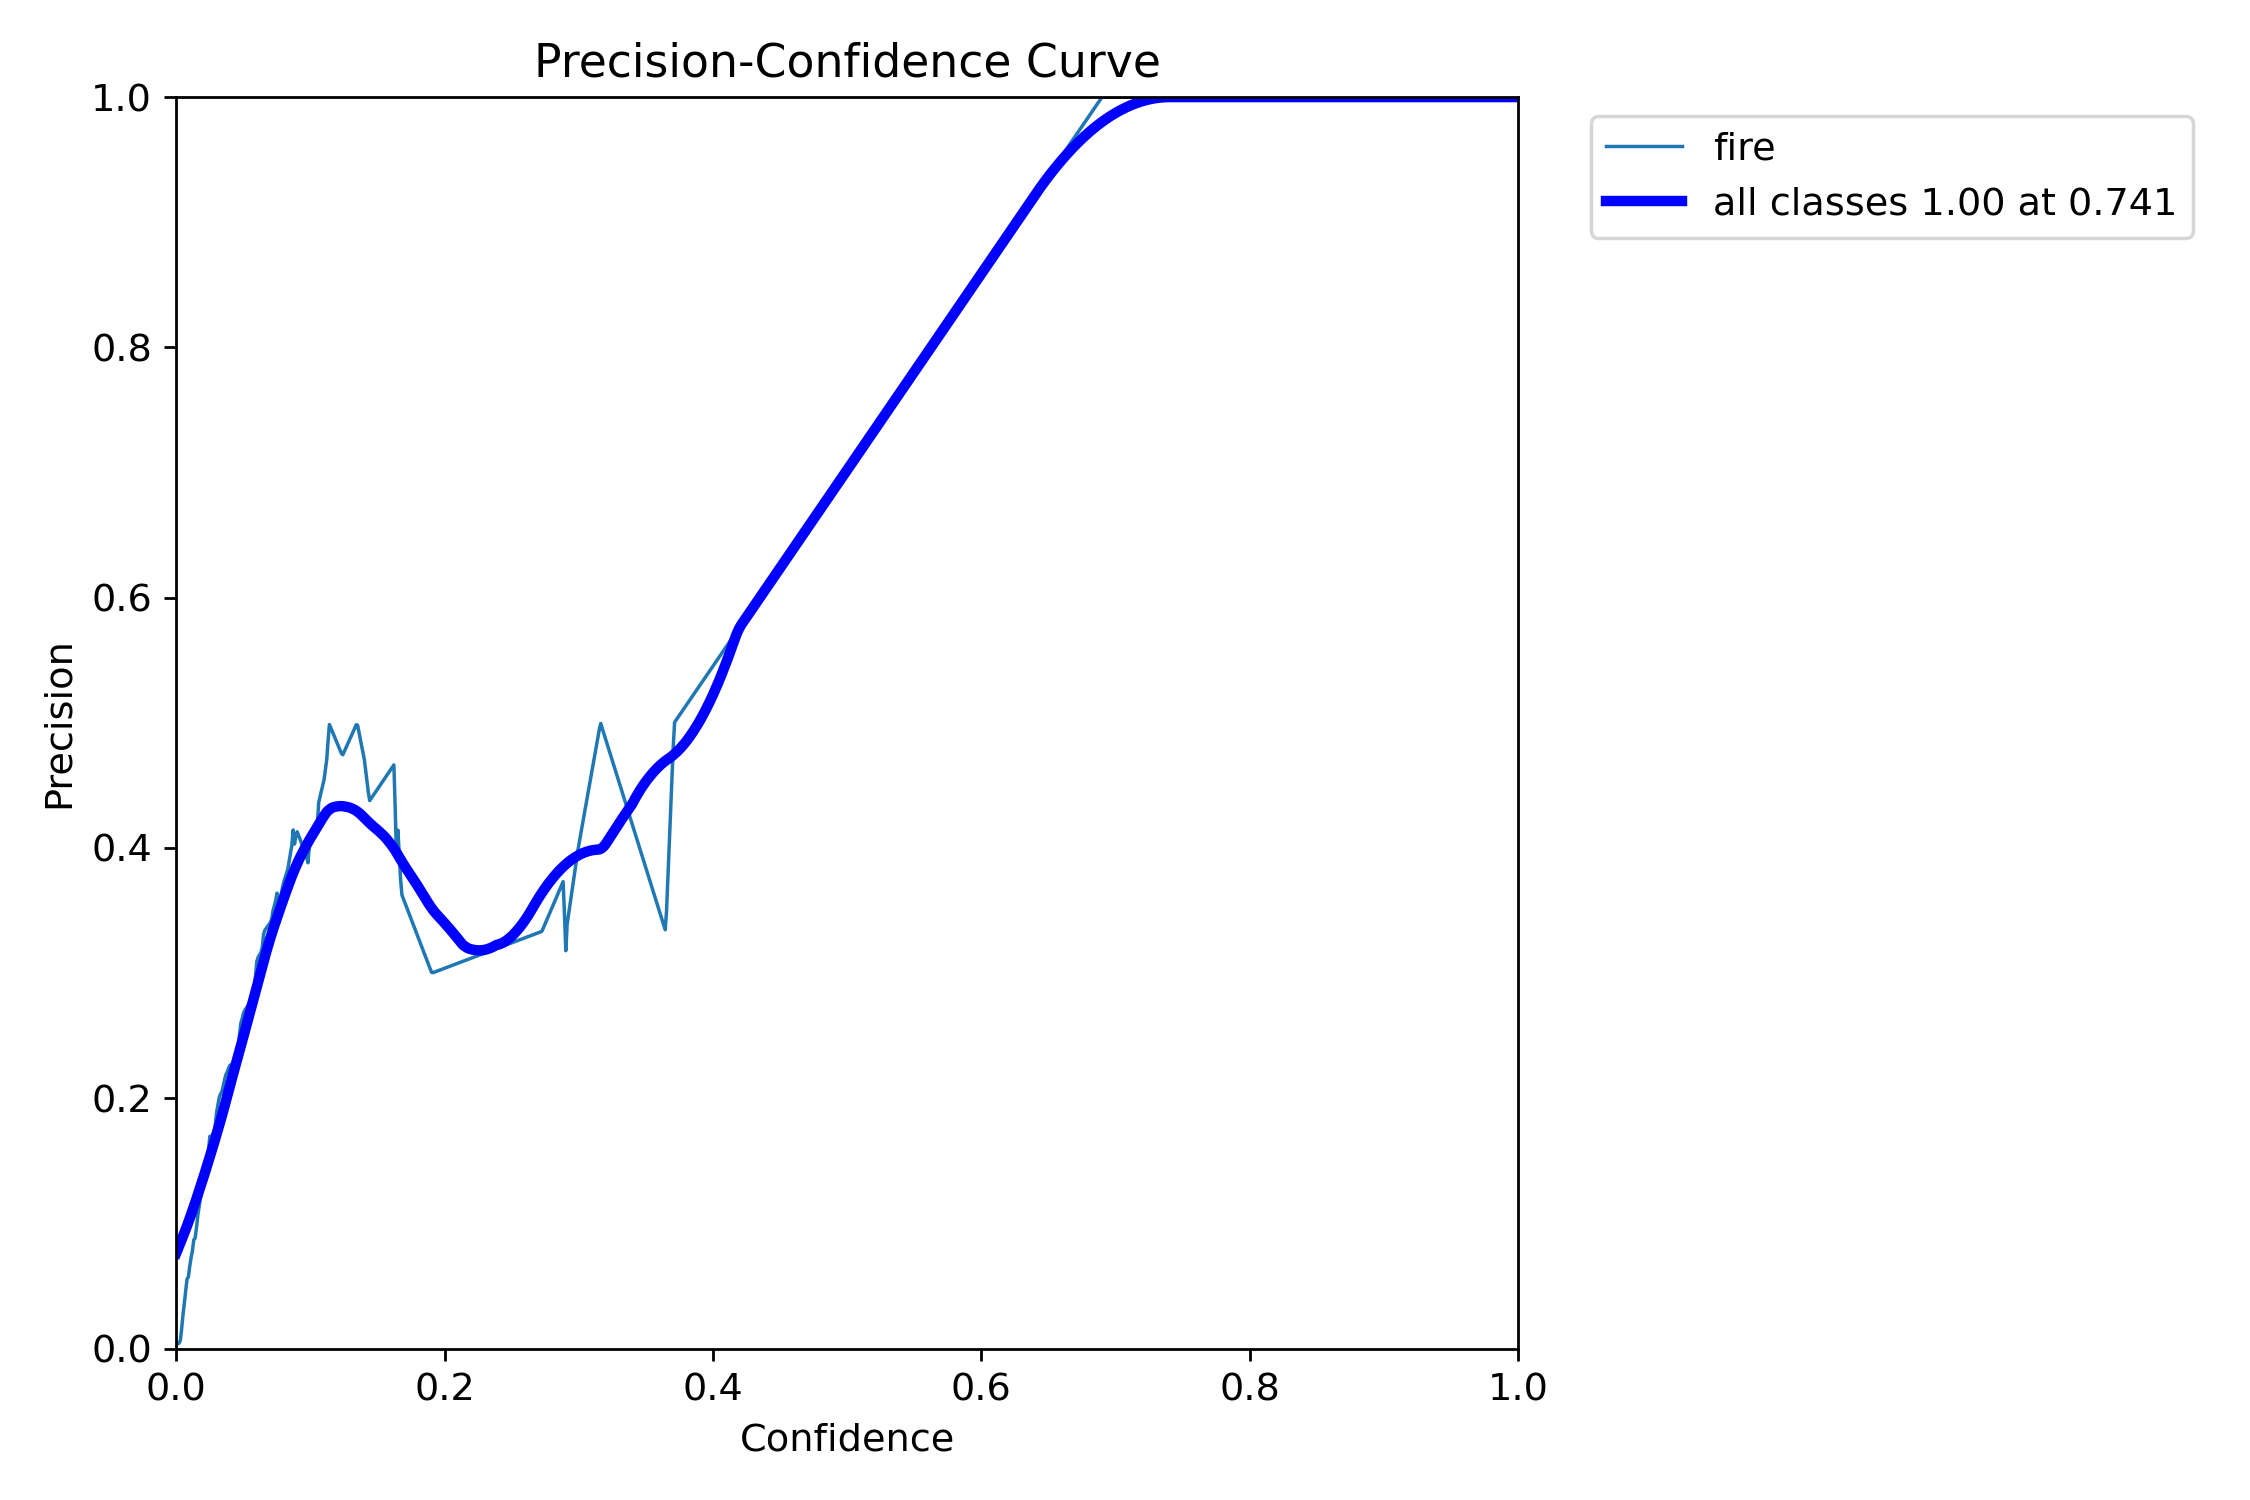 Precision-Confidence Curve
fire
all classes 1.00 at 0.741
Precision
1.0
0.8
0.6
0.4
0.2
0.0
0.0 0.2 0.4 0.6 0.8 1.0
Confidence